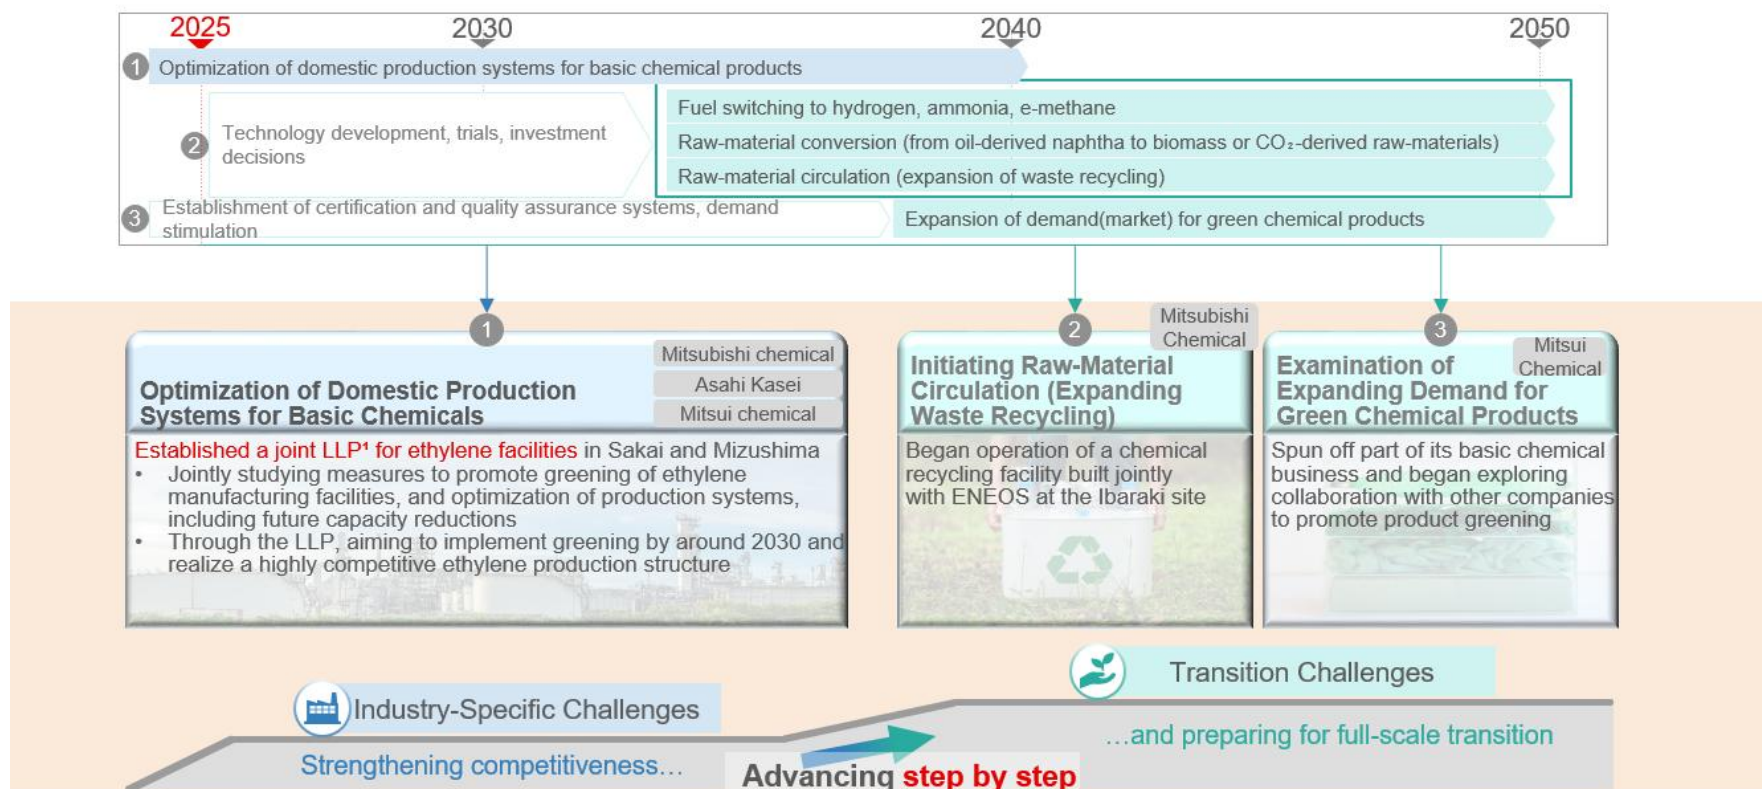 2025
2030
2040
2050
1
Optimization of domestic production systems for basic chemical products
2
Technology development, trials, investment
decisions
Fuel switching to hydrogen, ammonia, e-methane
Raw-material conversion (from oil-derived naphtha to biomass or CO₂-derived raw-materials)
Raw-material circulation (expansion of waste recycling)
3
Establishment of certification and quality assurance systems, demand
stimulation
Expansion of demand(market) for green chemical products
1
Mitsubishi chemical
Asahi Kasei
Mitsui chemical
Optimization of Domestic Production
Systems for Basic Chemicals
Established a joint LLP¹ for ethylene facilities in Sakai and Mizushima
• Jointly studying measures to promote greening of ethylene
manufacturing facilities, and optimization of production systems,
including future capacity reductions
• Through the LLP, aiming to implement greening by around 2030 and
realize a highly competitive ethylene production structure
2
Mitsubishi
Chemical
Initiating Raw-Material
Circulation (Expanding
Waste Recycling)
Began operation of a chemical
recycling facility built jointly
with ENEOS at the Ibaraki site
3
Mitsui
Chemical
Examination of
Expanding Demand for
Green Chemical Products
Spun off part of its basic chemical
business and began exploring
collaboration with other companies
to promote product greening
Industry-Specific Challenges
Strengthening competitiveness…
Advancing step by step
Transition Challenges
…and preparing for full-scale transition